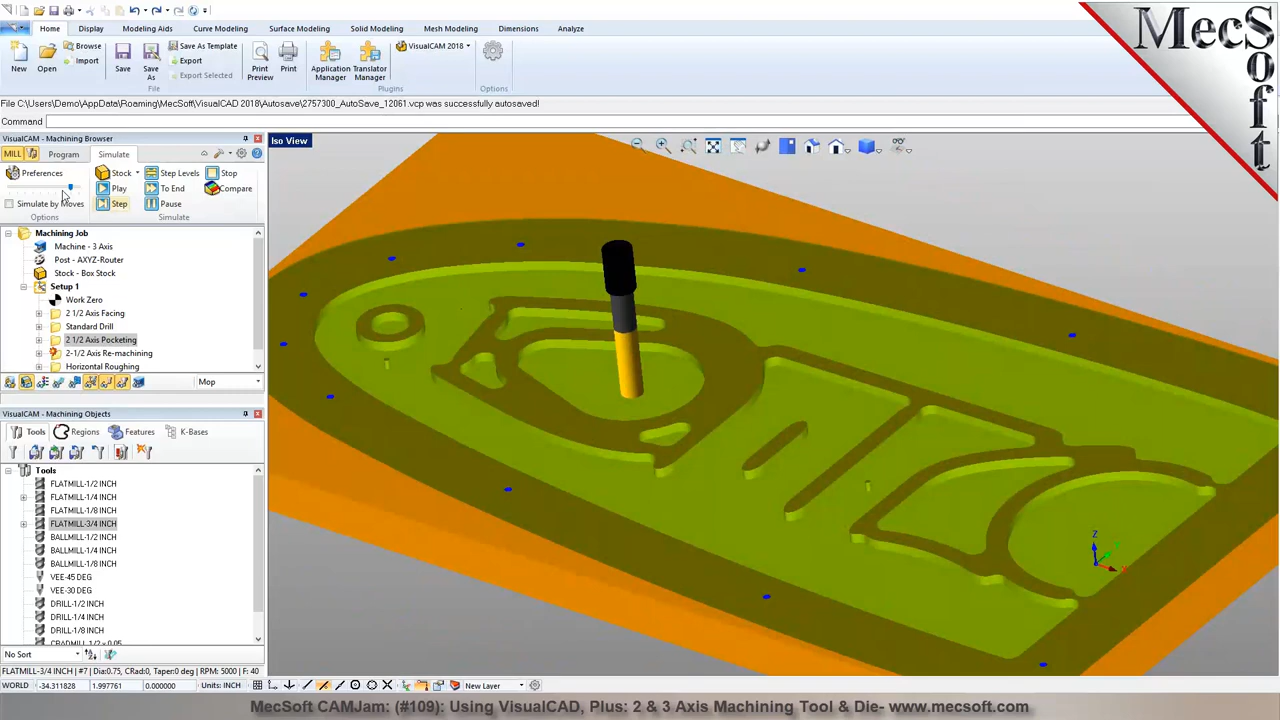 Home Display Modeling Aids Curve Modeling Surface Modeling Solid Modeling Mesh Modeling Dimensions Analyze
New Open Browse Import Save Save As Save As Template Export Export Selected Print Preview Print Application Manager Translator Manager VisualCAM 2018
File Plugins Options
File C:\Users\Demo\AppData\Roaming\MecSoft\VisualCAD 2018\Autosave\2757300_AutoSave_12061.vcp was successfully autosaved!
Command
VisualCAM - Machining Browser
MILL Program Simulate
Preferences Stock Step Levels Stop
Play To End Compare
Simulate by Moves Step Pause
Options Simulate
Machining Job
Machine - 3 Axis
Post - AXYZ-Router
Stock - Box Stock
Setup 1
Work Zero
2 1/2 Axis Facing
Standard Drill
2 1/2 Axis Pocketing
2-1/2 Axis Re-machining
Horizontal Roughing
Mop
VisualCAM - Machining Objects
Tools Regions Features K-Bases
Tools
FLATMILL-1/2 INCH
FLATMILL-1/4 INCH
FLATMILL-1/8 INCH
FLATMILL-3/4 INCH
BALLMILL-1/2 INCH
BALLMILL-1/4 INCH
BALLMILL-1/8 INCH
VEE-45 DEG
VEE-30 DEG
DRILL-1/2 INCH
DRILL-1/4 INCH
DRILL-1/8 INCH
No Sort
FLATMILL-3/4 INCH | #7 | Dia:0.75, CRad:0, Taper:0 deg | RPM: 5000 | F: 40
WORLD -34.311828 1.997761 0.000000 Units: INCH New Layer
Iso View
Z
X
MecSoft
MecSoft CAMJam: (#109): Using VisualCAD, Plus: 2 & 3 Axis Machining Tool & Die- www.mecsoft.com